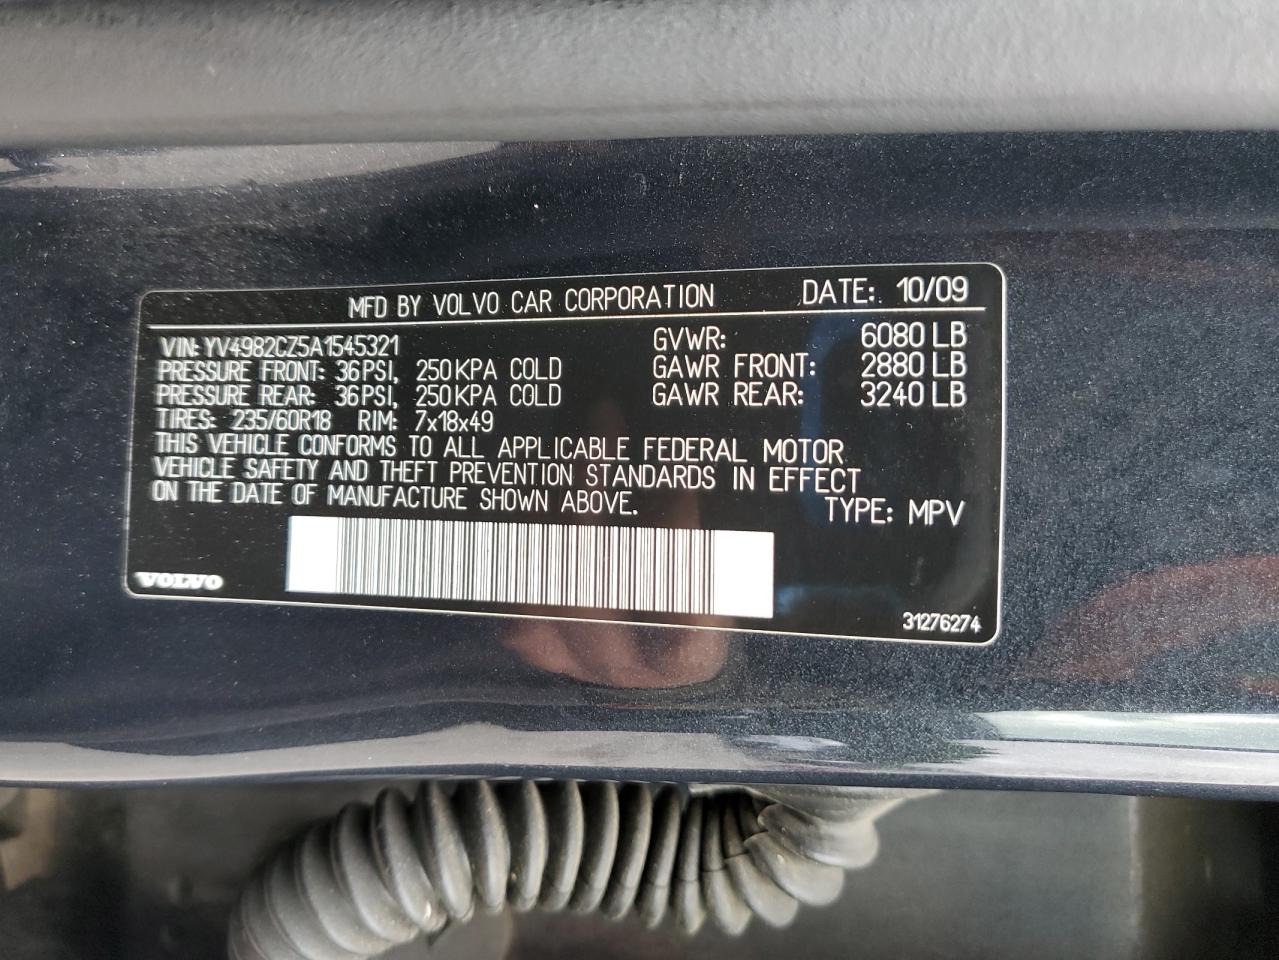 MFD BY VOLVO CAR CORPORATION DATE: 10/09
VIN: YV4982CZ5A1545321 GVWR: 6080 LB
PRESSURE FRONT: 36 PSI, 250 KPA COLD GAWR FRONT: 2880 LB
PRESSURE REAR: 36 PSI, 250 KPA COLD GAWR REAR: 3240 LB
TIRES: 235/60R18 RIM: 7x18x49
THIS VEHICLE CONFORMS TO ALL APPLICABLE FEDERAL MOTOR
VEHICLE SAFETY AND THEFT PREVENTION STANDARDS IN EFFECT
ON THE DATE OF MANUFACTURE SHOWN ABOVE.
TYPE: MPV
VOLVO
31276274